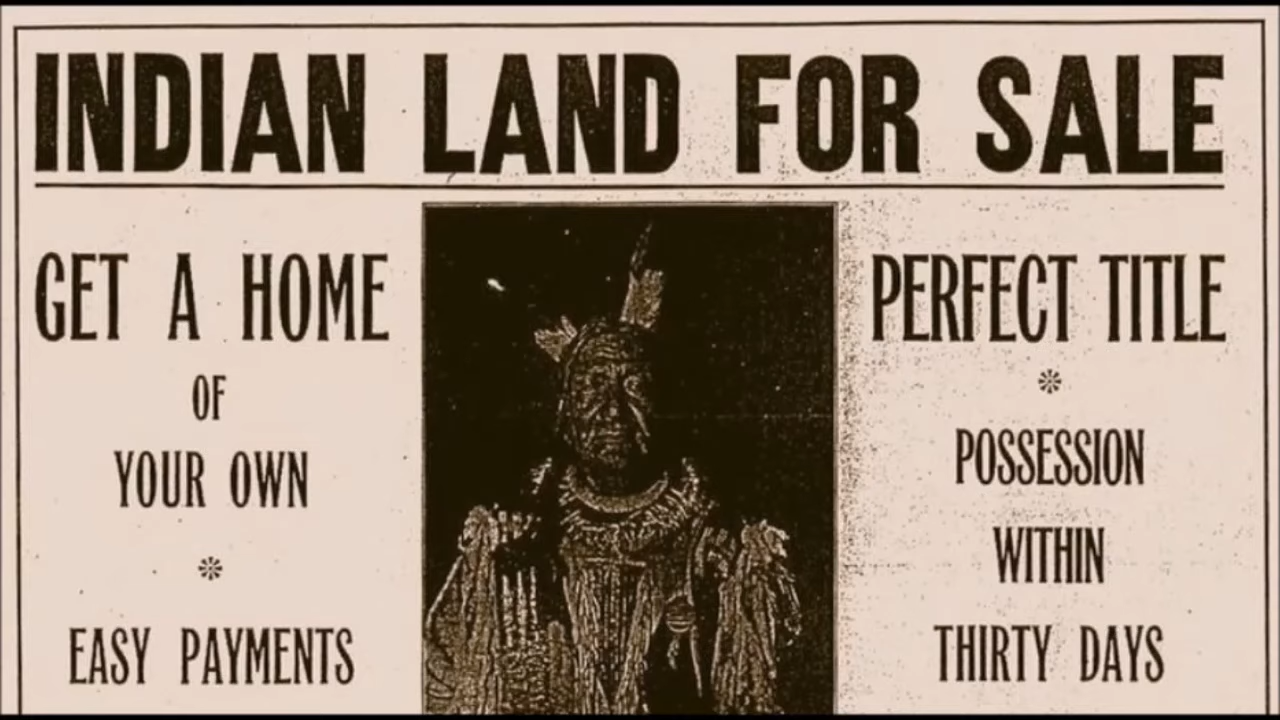 INDIAN LAND FOR SALE
GET A HOME
OF
YOUR OWN
EASY PAYMENTS
PERFECT TITLE
POSSESSION
WITHIN
THIRTY DAYS